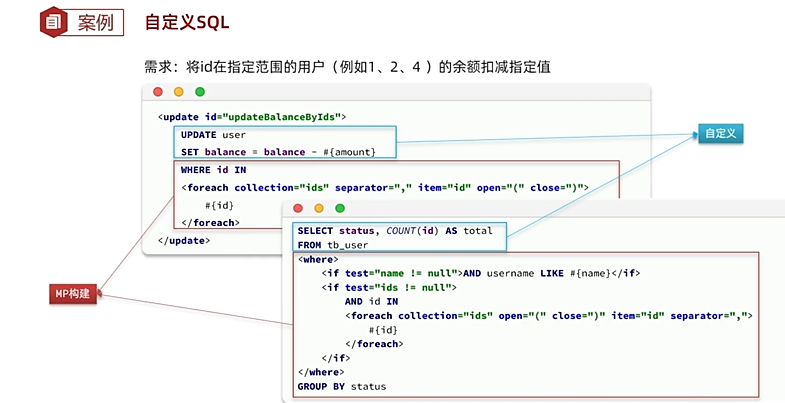 案例
自定义SQL
需求：将id在指定范围的用户（例如1、2、4 ）的余额扣减指定值
<update id="updateBalanceByIds">
UPDATE user
SET balance = balance - #{amount}
WHERE id IN
<foreach collection="ids" separator="," item="id" open="(" close=")">
#{id}
</foreach>
</update>
自定义
SELECT status, COUNT(id) AS total
FROM tb_user
<where>
<if test="name != null">AND username LIKE #{name}</if>
<if test="ids != null">
AND id IN
<foreach collection="ids" open="(" close=")" item="id" separator=",">
#{id}
</foreach>
</if>
</where>
GROUP BY status
MP构建